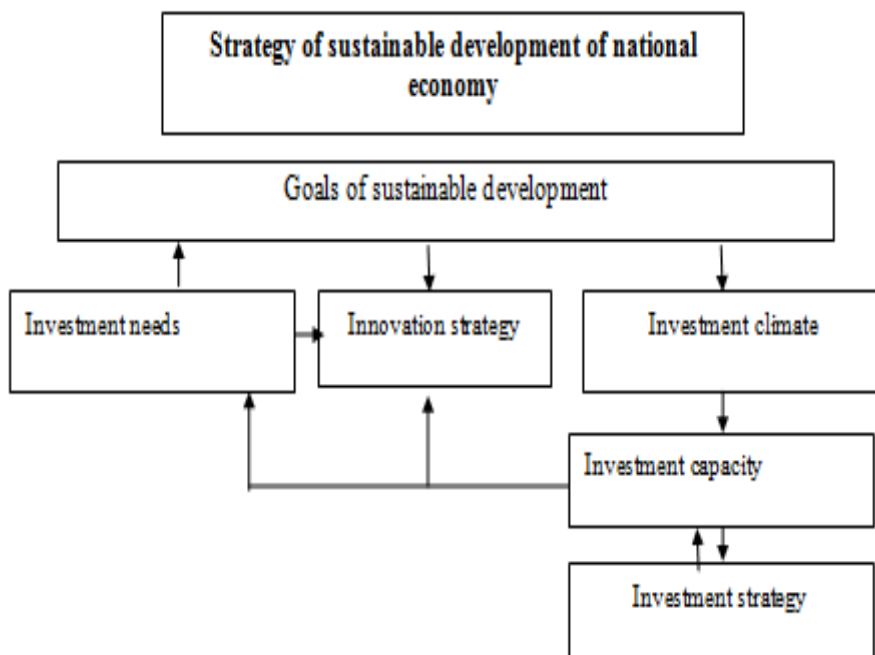 Strategy of sustainable development of national
economy
Goals of sustainable development
Investment needs
Innovation strategy
Investment climate
Investment capacity
Investment strategy